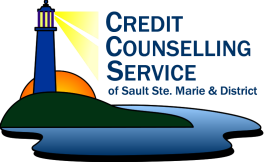 CREDIT
COUNSELLING
SERVICE
of Sault Ste. Marie & District